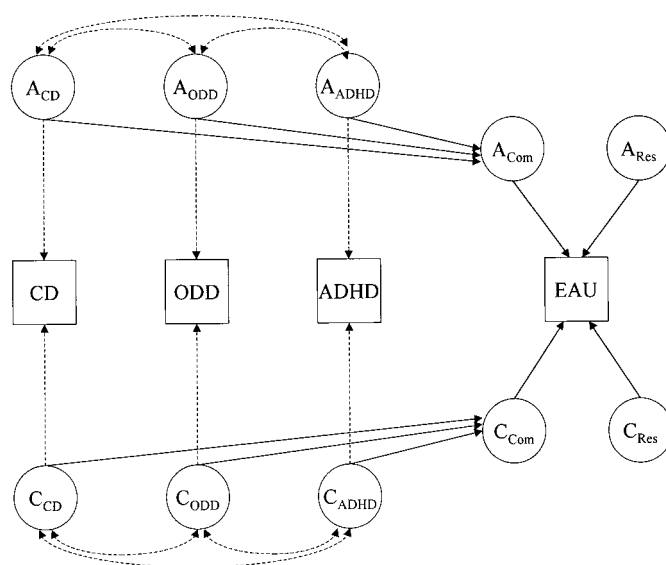 A_CD A_ODD A_ADHD
A_Com A_Res
CD ODD ADHD EAU
C_Com C_Res
C_CD C_ODD C_ADHD